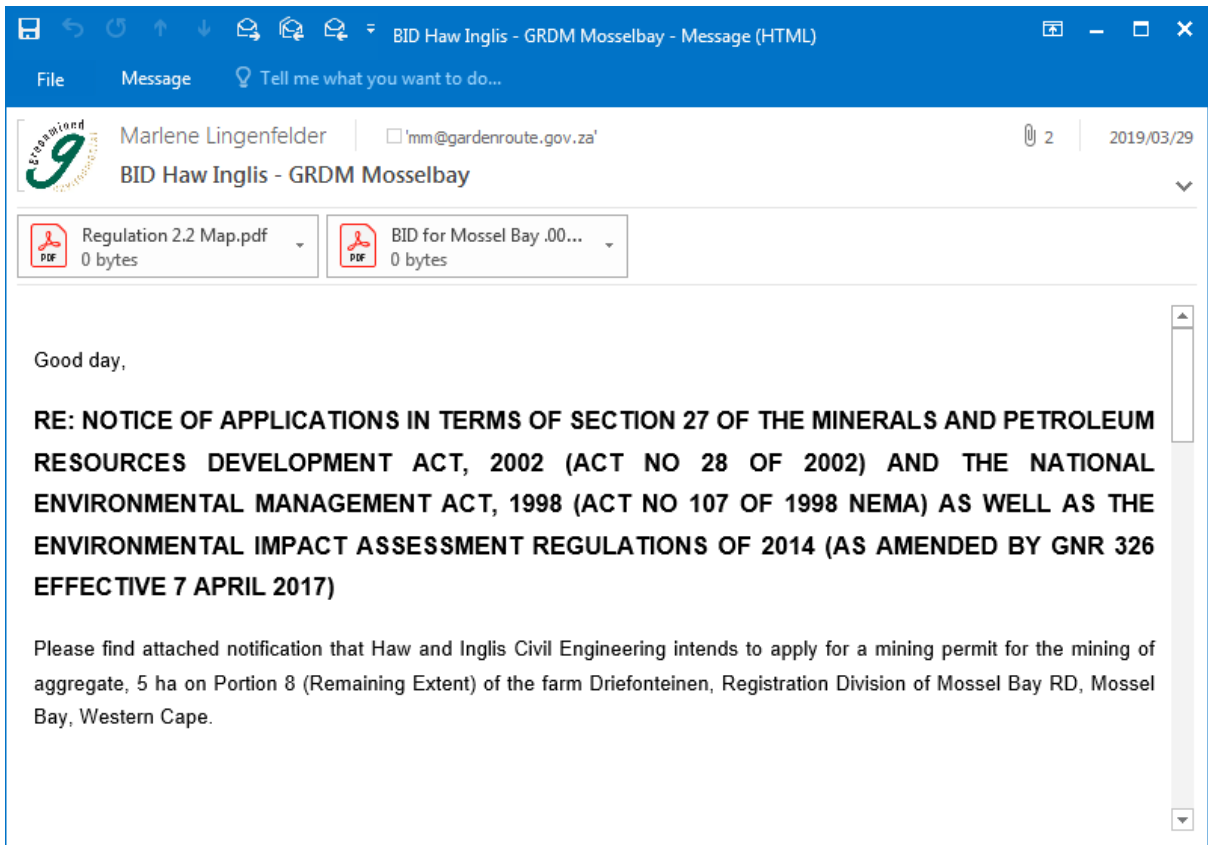 BID Haw Inglis - GRDM Mosselbay - Message (HTML)
File Message Tell me what you want to do...
Marlene Lingenfelder 'mm@gardenroute.gov.za' 2 2019/03/29
BID Haw Inglis - GRDM Mosselbay
Regulation 2.2 Map.pdf
0 bytes
BID for Mossel Bay .00...
0 bytes
PDF
PDF
Good day,
RE: NOTICE OF APPLICATIONS IN TERMS OF SECTION 27 OF THE MINERALS AND PETROLEUM
RESOURCES DEVELOPMENT ACT, 2002 (ACT NO 28 OF 2002) AND THE NATIONAL
ENVIRONMENTAL MANAGEMENT ACT, 1998 (ACT NO 107 OF 1998 NEMA) AS WELL AS THE
ENVIRONMENTAL IMPACT ASSESSMENT REGULATIONS OF 2014 (AS AMENDED BY GNR 326
EFFECTIVE 7 APRIL 2017)
Please find attached notification that Haw and Inglis Civil Engineering intends to apply for a mining permit for the mining of
aggregate, 5 ha on Portion 8 (Remaining Extent) of the farm Driefonteinen, Registration Division of Mossel Bay RD, Mossel
Bay, Western Cape.